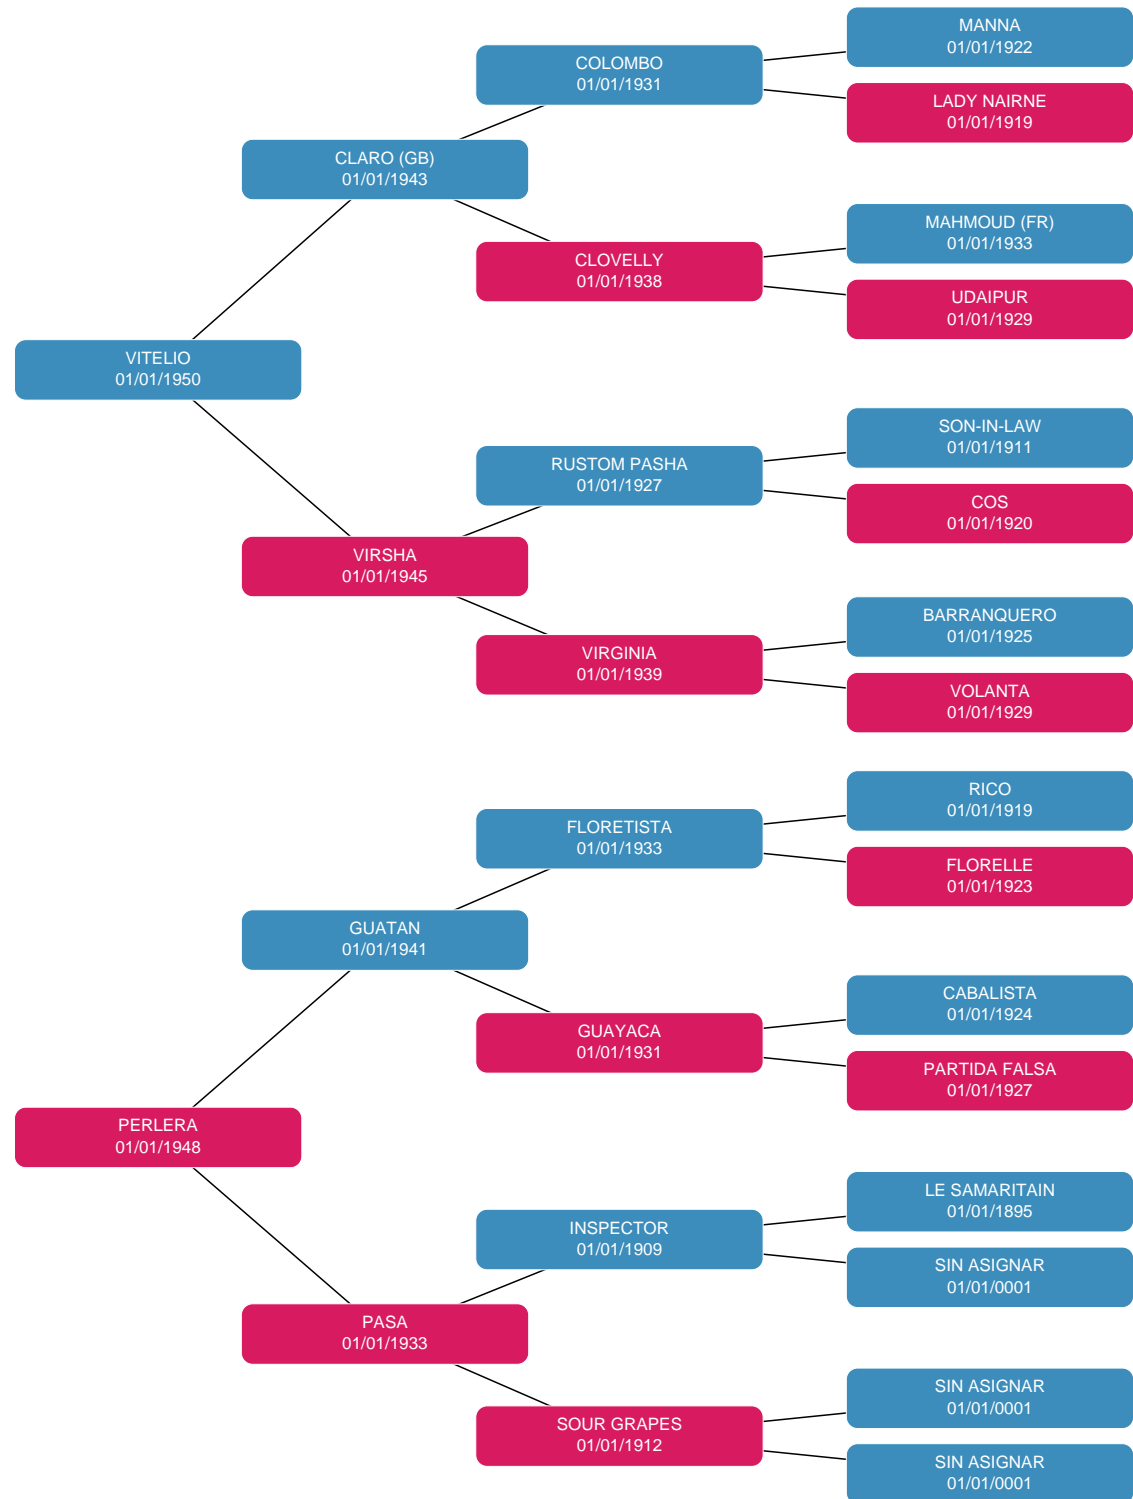 MANNA
01/01/1922
COLOMBO
01/01/1931
LADY NAIRNE
01/01/1919
CLARO (GB)
01/01/1943
MAHMOUD (FR)
01/01/1933
CLOVELLY
01/01/1938
UDAIPUR
01/01/1929
VITELIO
01/01/1950
SON-IN-LAW
01/01/1911
RUSTOM PASHA
01/01/1927
COS
01/01/1920
VIRSHA
01/01/1945
BARRANQUERO
01/01/1925
VIRGINIA
01/01/1939
VOLANTA
01/01/1929
RICO
01/01/1919
FLORETISTA
01/01/1933
FLORELLE
01/01/1923
GUATAN
01/01/1941
CABALISTA
01/01/1924
GUAYACA
01/01/1931
PARTIDA FALSA
01/01/1927
PERLERA
01/01/1948
LE SAMARITAIN
01/01/1895
INSPECTOR
01/01/1909
SIN ASIGNAR
01/01/0001
PASA
01/01/1933
SIN ASIGNAR
01/01/0001
SOUR GRAPES
01/01/1912
SIN ASIGNAR
01/01/0001